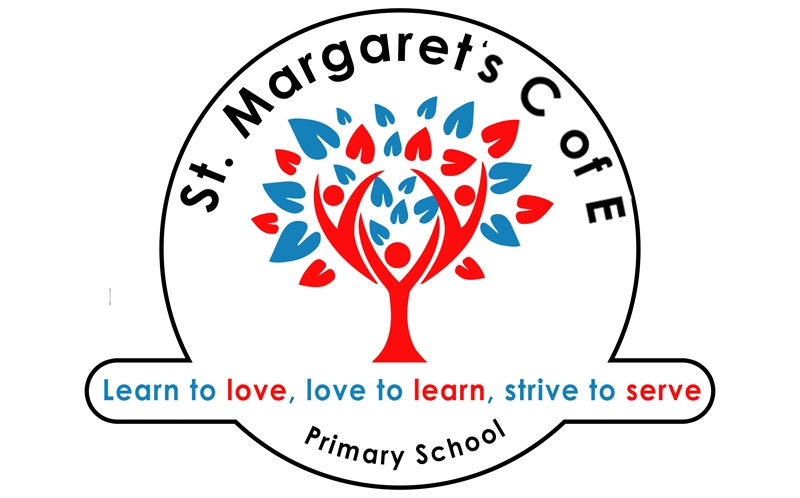 St. Margaret's C of E
Learn to love, love to learn, strive to serve
Primary School